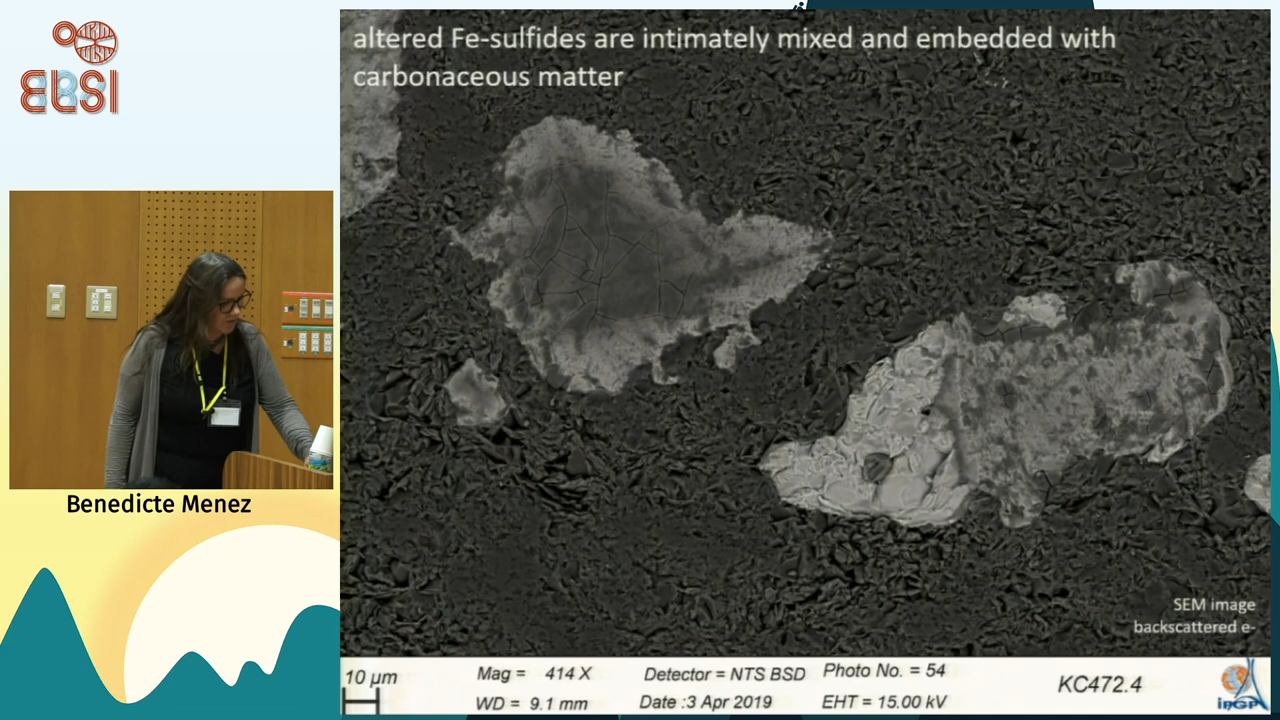 ELSI
altered Fe-sulfides are intimately mixed and embedded with
carbonaceous matter
Benedicte Menez
SEM image
backscattered e-
10 µm
Mag = 414 X
Detector = NTS BSD
Photo No. = 54
WD = 9.1 mm
Date :3 Apr 2019
EHT = 15.00 kV
KC472.4
IPGP